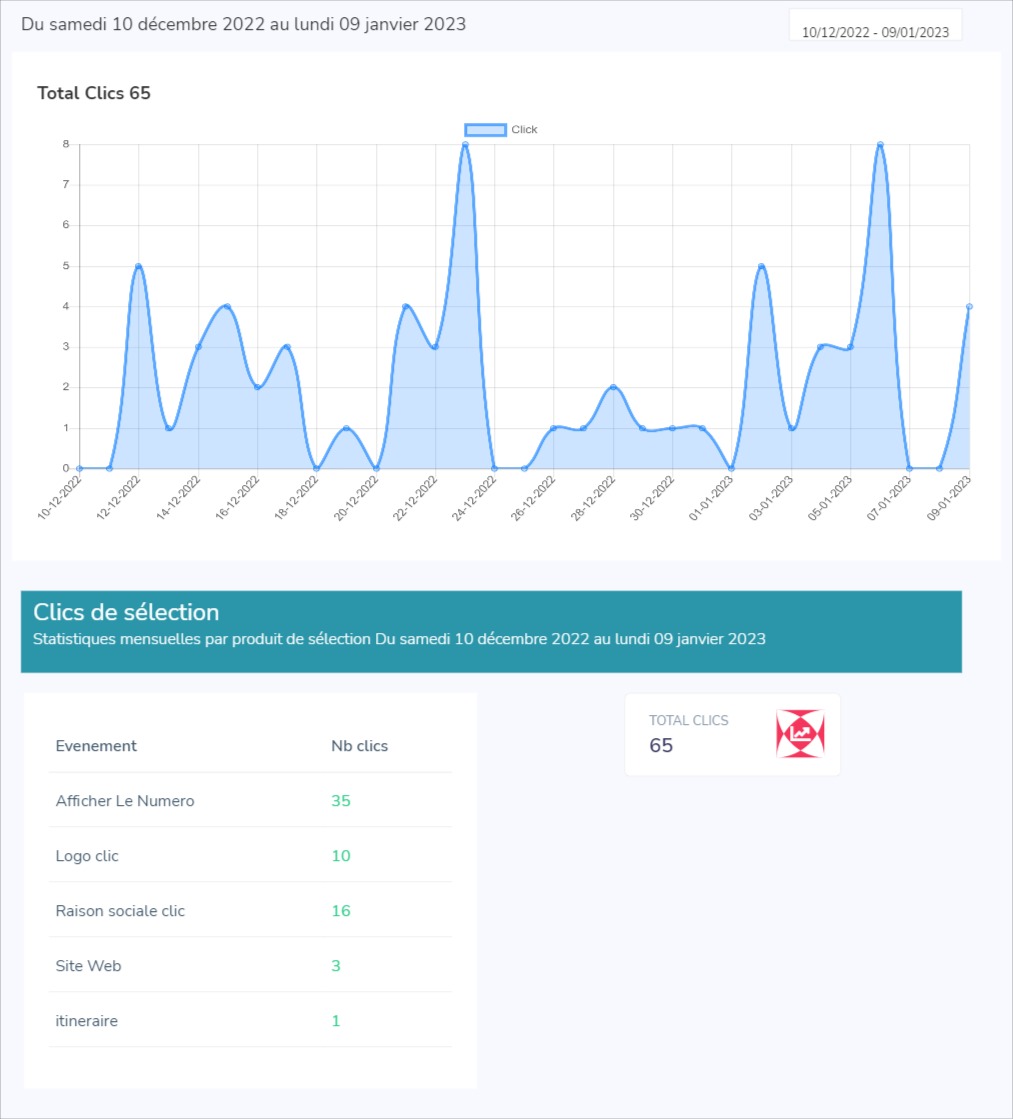 Du samedi 10 décembre 2022 au lundi 09 janvier 2023
10/12/2022 - 09/01/2023
Total Clics 65
Click
8
7
6
5
4
3
2
1
0
10-12-2022
12-12-2022
14-12-2022
16-12-2022
18-12-2022
20-12-2022
22-12-2022
24-12-2022
26-12-2022
28-12-2022
30-12-2022
01-01-2023
03-01-2023
05-01-2023
07-01-2023
09-01-2023
Clics de sélection
Statistiques mensuelles par produit de sélection Du samedi 10 décembre 2022 au lundi 09 janvier 2023
Evenement Nb clics
Afficher Le Numero 35
Logo clic 10
Raison sociale clic 16
Site Web 3
itineraire 1
TOTAL CLICS
65